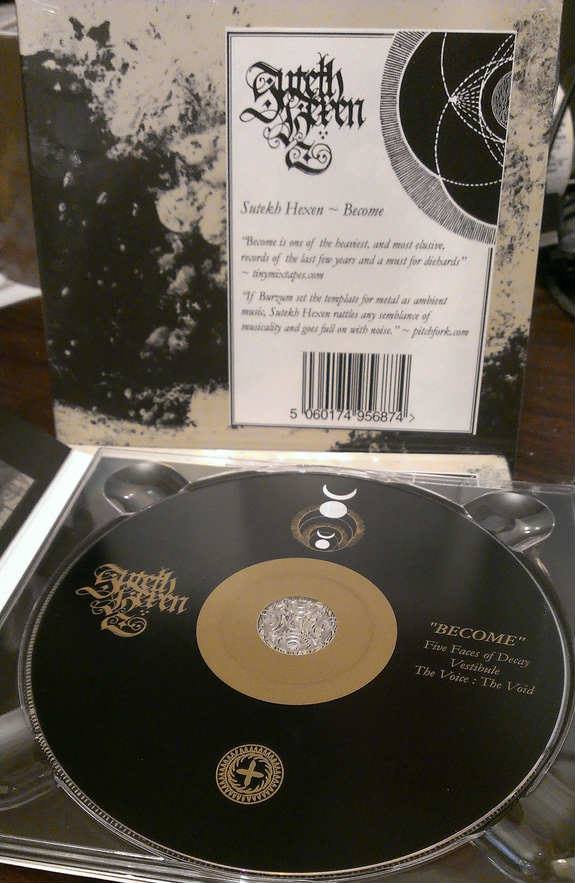 Sutekh
Hexen
Sutekh Hexen ~ Become
"Become is one of the heaviest, and most elusive,
records of the last few years and a must for diehards"
~ tinymixtapes.com
"If Burzum set the template for metal as ambient
music, Sutekh Hexen rattles any semblance of
musicality and goes full on with noise." ~ pitchfork.com
5 060174 956874 >
Sutekh
Hexen
"BECOME"
Five Faces of Decay
Vestibule
The Voice : The Void